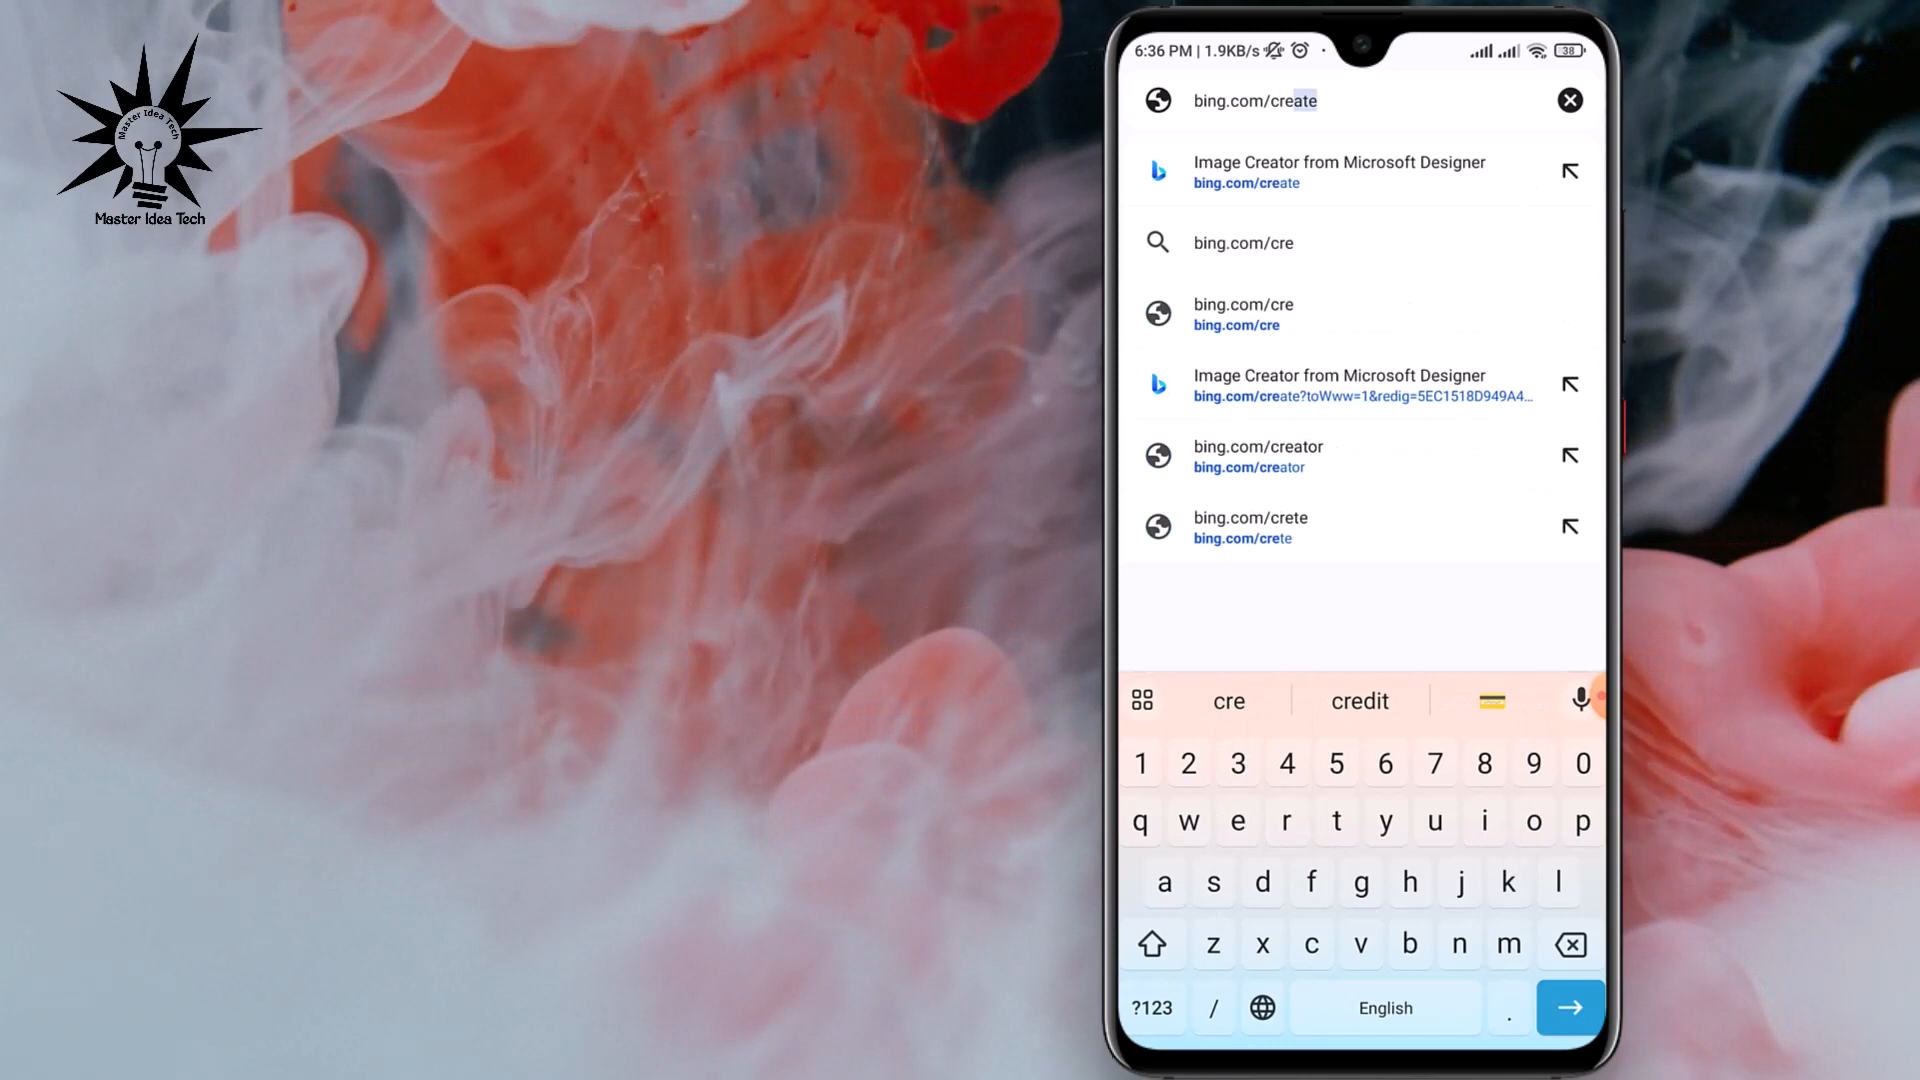 Master Idea Tech
Master Idea Tech
6:36 PM | 1.9KB/s
38
bing.com/create
Image Creator from Microsoft Designer
bing.com/create
bing.com/cre
bing.com/cre
bing.com/cre
Image Creator from Microsoft Designer
bing.com/create?toWww=1&redig=5EC1518D949A4...
bing.com/creator
bing.com/creator
bing.com/crete
bing.com/crete
cre credit
1 2 3 4 5 6 7 8 9 0
q w e r t y u i o p
a s d f g h j k l
z x c v b n m
?123 / English .